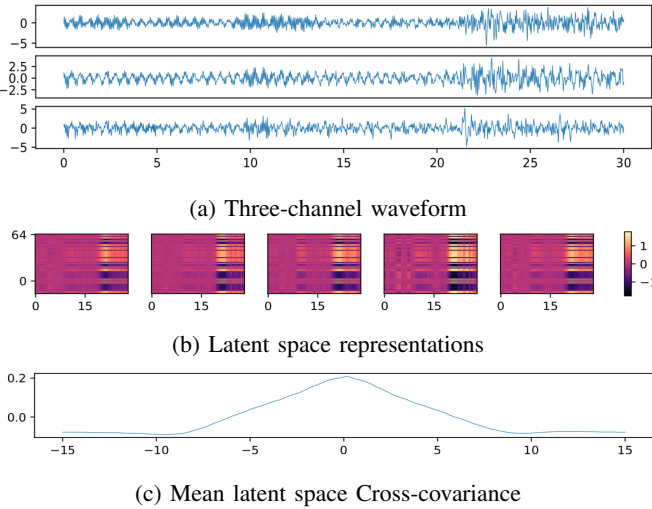 0
−5
2.5
0.0
−2.5
5
0
−5
0 5 10 15 20 25 30
(a) Three-channel waveform
64
0
0 15 0 15 0 15 0 15 0 15
1
0
−1
(b) Latent space representations
0.2
0.0
−15 −10 −5 0 5 10 15
(c) Mean latent space Cross-covariance